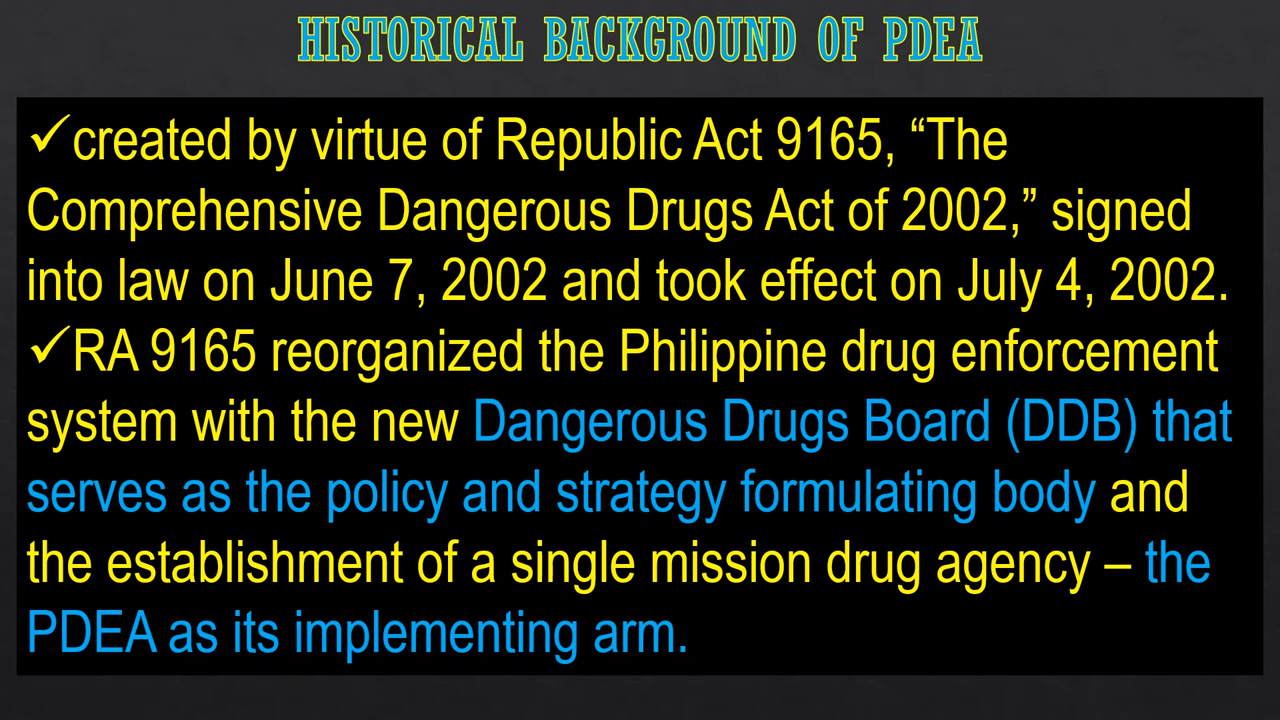 HISTORICAL BACKGROUND OF PDEA
✓created by virtue of Republic Act 9165, “The
Comprehensive Dangerous Drugs Act of 2002,” signed
into law on June 7, 2002 and took effect on July 4, 2002.
✓RA 9165 reorganized the Philippine drug enforcement
system with the new Dangerous Drugs Board (DDB) that
serves as the policy and strategy formulating body and
the establishment of a single mission drug agency – the
PDEA as its implementing arm.